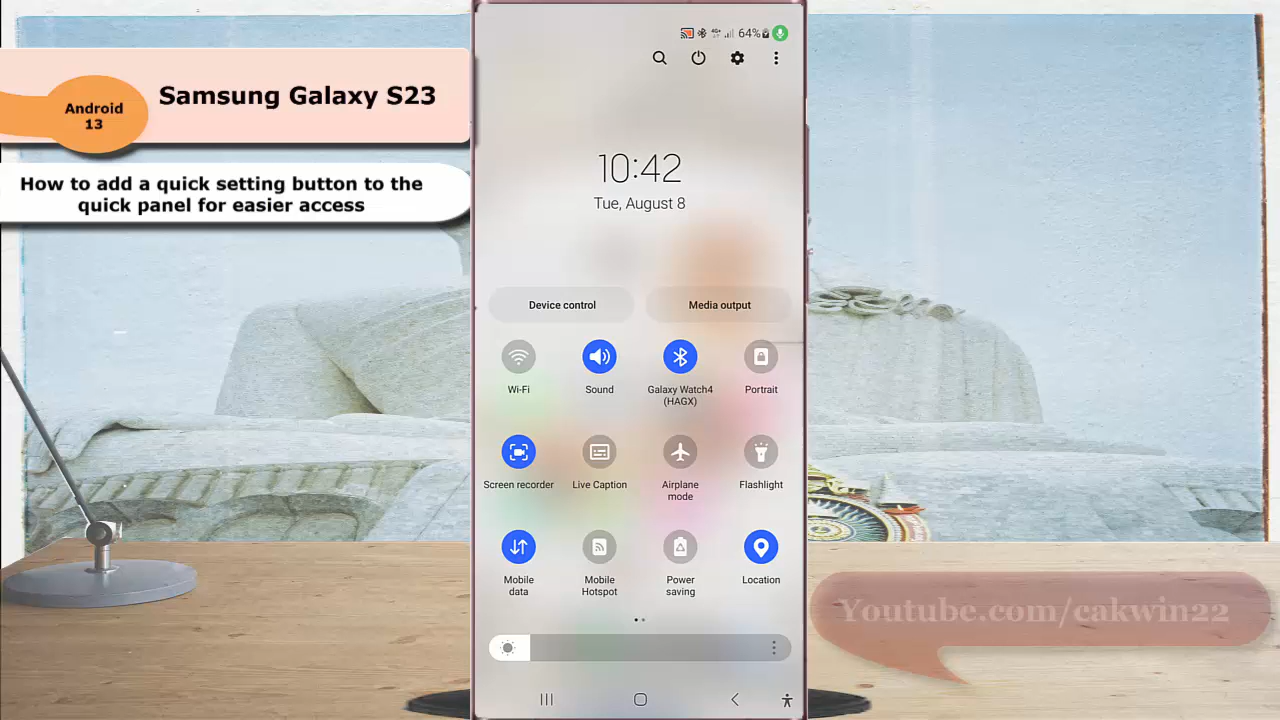 Samsung Galaxy S23
Android
13
How to add a quick setting button to the
quick panel for easier access
64%
10:42
Tue, August 8
Device control
Media output
Wi-Fi
Sound
Galaxy Watch4
(HAGX)
Portrait
Screen recorder
Live Caption
Airplane
mode
Flashlight
Mobile
data
Mobile
Hotspot
Power
saving
Location
Youtube.com/cakwin22